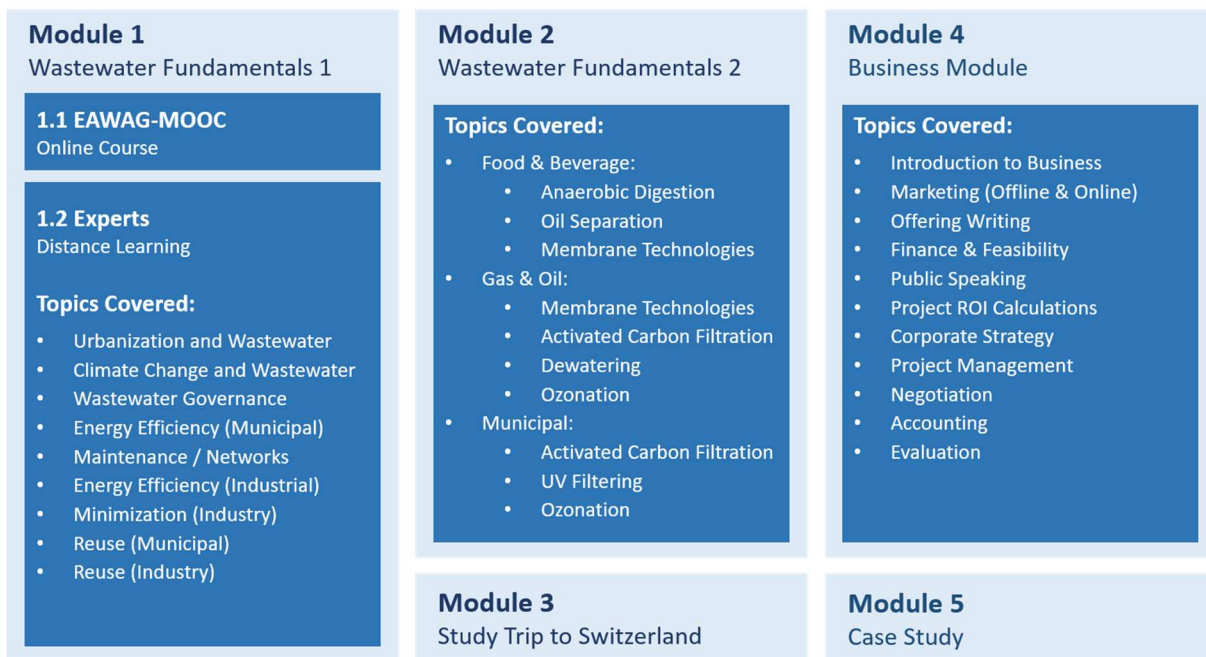 Module 1
Wastewater Fundamentals 1
1.1 EAWAG-MOOC
Online Course
1.2 Experts
Distance Learning
Topics Covered:
• Urbanization and Wastewater
• Climate Change and Wastewater
• Wastewater Governance
• Energy Efficiency (Municipal)
• Maintenance / Networks
• Energy Efficiency (Industrial)
• Minimization (Industry)
• Reuse (Municipal)
• Reuse (Industry)
Module 2
Wastewater Fundamentals 2
Topics Covered:
• Food & Beverage:
• Anaerobic Digestion
• Oil Separation
• Membrane Technologies
• Gas & Oil:
• Membrane Technologies
• Activated Carbon Filtration
• Dewatering
• Ozonation
• Municipal:
• Activated Carbon Filtration
• UV Filtering
• Ozonation
Module 3
Study Trip to Switzerland
Module 4
Business Module
Topics Covered:
• Introduction to Business
• Marketing (Offline & Online)
• Offering Writing
• Finance & Feasibility
• Public Speaking
• Project ROI Calculations
• Corporate Strategy
• Project Management
• Negotiation
• Accounting
• Evaluation
Module 5
Case Study